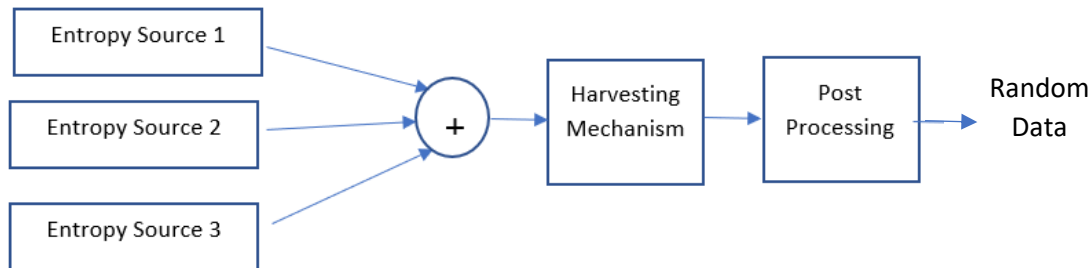 Entropy Source 1
Entropy Source 2
Entropy Source 3
+
Harvesting
Mechanism
Post
Processing
Random
Data